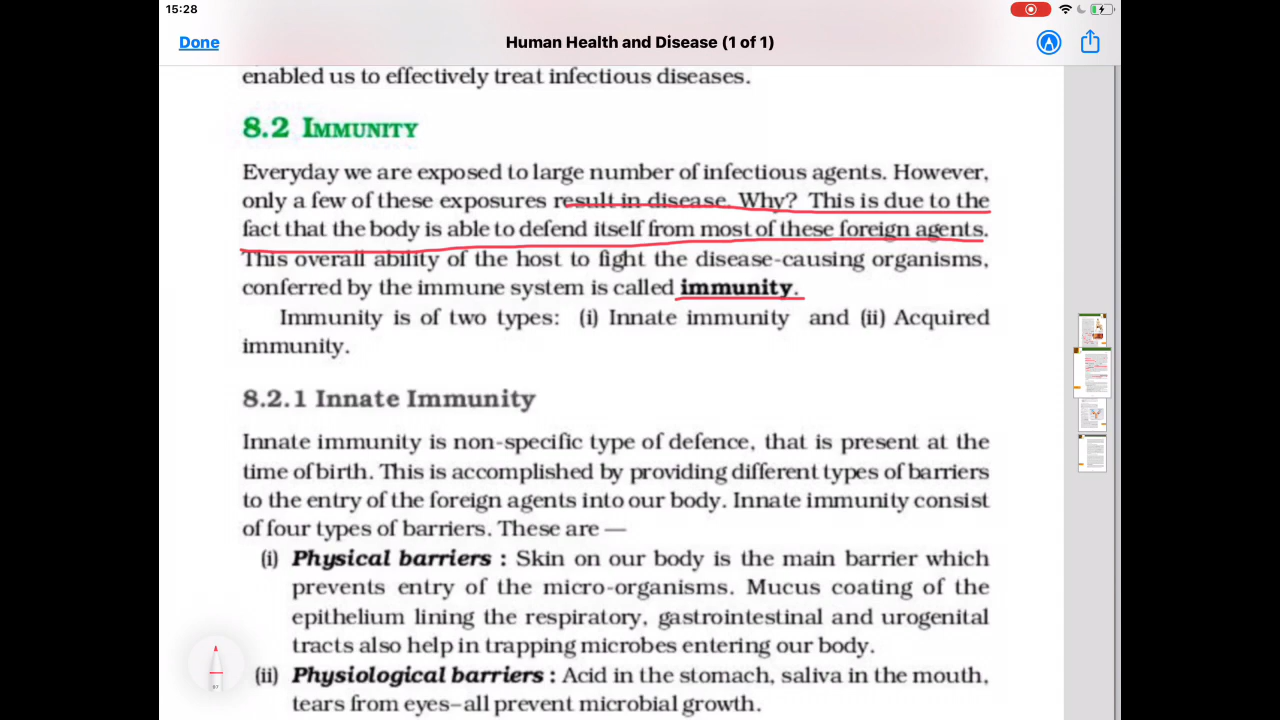 15:28
Done
Human Health and Disease (1 of 1)
enabled us to effectively treat infectious diseases.
8.2 IMMUNITY
Everyday we are exposed to large number of infectious agents. However,
only a few of these exposures result in disease. Why? This is due to the
fact that the body is able to defend itself from most of these foreign agents.
This overall ability of the host to fight the disease-causing organisms,
conferred by the immune system is called immunity.
Immunity is of two types: (i) Innate immunity and (ii) Acquired
immunity.
8.2.1 Innate Immunity
Innate immunity is non-specific type of defence, that is present at the
time of birth. This is accomplished by providing different types of barriers
to the entry of the foreign agents into our body. Innate immunity consist
of four types of barriers. These are —
(i) Physical barriers : Skin on our body is the main barrier which
prevents entry of the micro-organisms. Mucus coating of the
epithelium lining the respiratory, gastrointestinal and urogenital
tracts also help in trapping microbes entering our body.
(ii) Physiological barriers : Acid in the stomach, saliva in the mouth,
tears from eyes–all prevent microbial growth.